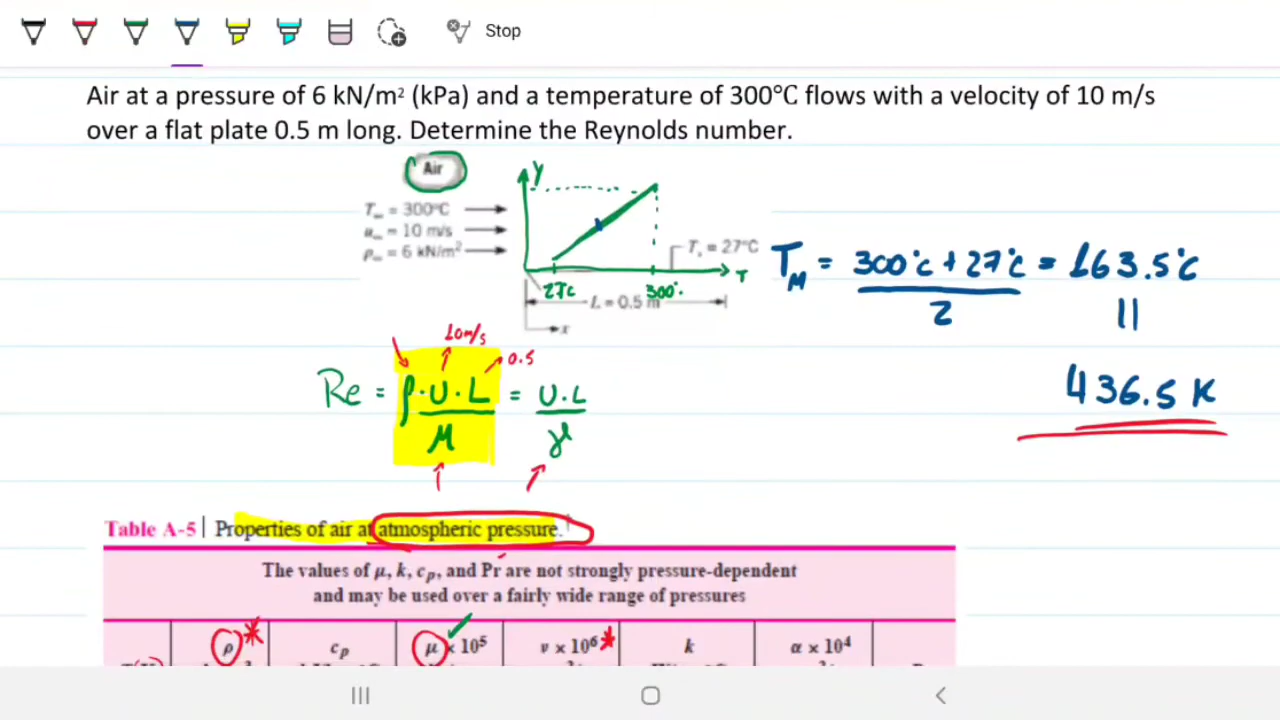 Stop
Air at a pressure of 6 kN/m² (kPa) and a temperature of 300℃ flows with a velocity of 10 m/s
over a flat plate 0.5 m long. Determine the Reynolds number.
Air
Y
T∞ = 300°C
u∞ = 10 m/s
p∞ = 6 kN/m²
= 27°C
T
27°C
300°
L = 0.5 m
x
T_M = 300°C + 27°C / 2 = 163.5°C
||
436.5 K
10 m/s
0.5
Re = ρ·U·L / μ = U·L / ν
Table A-5 | Properties of air at atmospheric pressure.
The values of μ, k, cp, and Pr are not strongly pressure-dependent
and may be used over a fairly wide range of pressures
ρ* cp μ x 10⁵ ν x 10⁶* k α x 10⁴